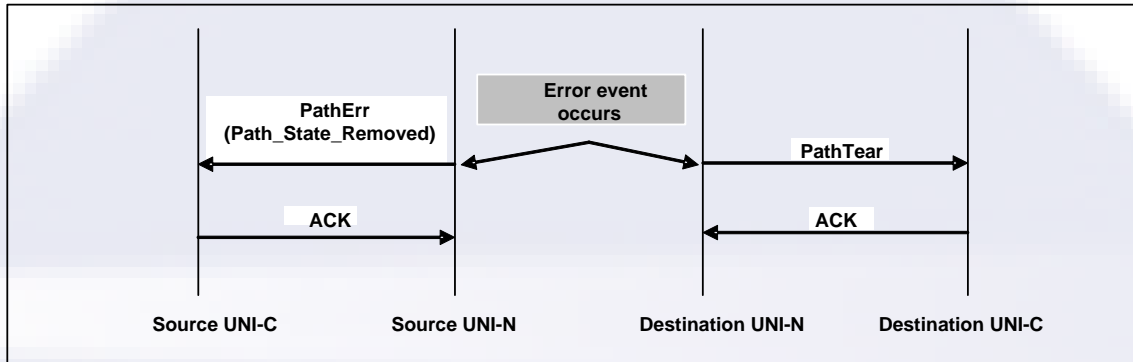 Error event
occurs
PathErr
(Path_State_Removed)
PathTear
ACK
ACK
Source UNI-C
Source UNI-N
Destination UNI-N
Destination UNI-C